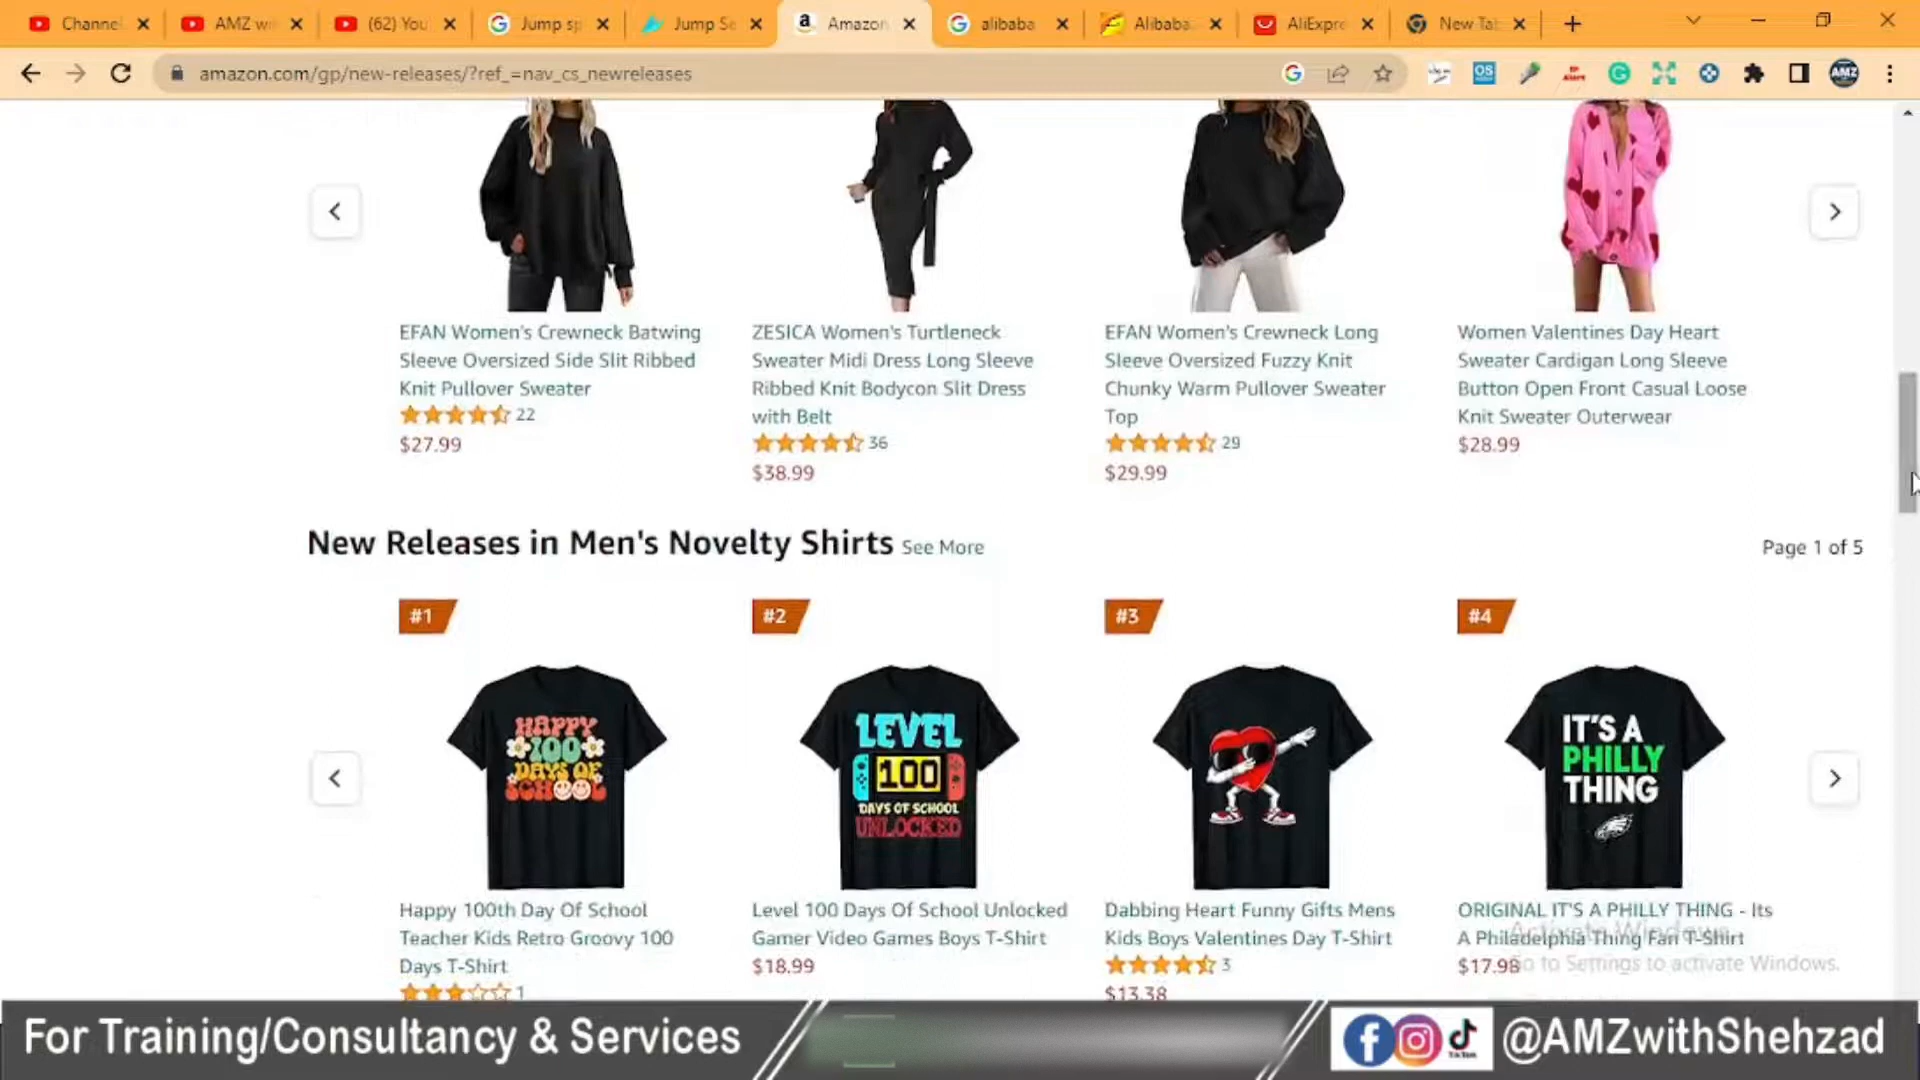 Channel
AMZ wi
(62) You
Jump sp
Jump Se
Amazon
alibaba
Alibaba.
AliExpre
New Tab
amazon.com/gp/new-releases/?ref_=nav_cs_newreleases
EFAN Women's Crewneck Batwing
Sleeve Oversized Side Slit Ribbed
Knit Pullover Sweater
22
$27.99
ZESICA Women's Turtleneck
Sweater Midi Dress Long Sleeve
Ribbed Knit Bodycon Slit Dress
with Belt
36
$38.99
EFAN Women's Crewneck Long
Sleeve Oversized Fuzzy Knit
Chunky Warm Pullover Sweater
Top
29
$29.99
Women Valentines Day Heart
Sweater Cardigan Long Sleeve
Button Open Front Casual Loose
Knit Sweater Outerwear
$28.99
New Releases in Men's Novelty Shirts See More
Page 1 of 5
#1
#2
#3
#4
HAPPY
100
DAYS OF
SCHOOL
LEVEL
100
DAYS OF SCHOOL
UNLOCKED
IT'S A
PHILLY
THING
Happy 100th Day Of School
Teacher Kids Retro Groovy 100
Days T-Shirt
1
Level 100 Days Of School Unlocked
Gamer Video Games Boys T-Shirt
$18.99
Dabbing Heart Funny Gifts Mens
Kids Boys Valentines Day T-Shirt
3
$13.38
ORIGINAL IT'S A PHILLY THING - Its
A Philadelphia Thing Fan T-Shirt
$17.98
Activate Windows
Go to Settings to activate Windows.
For Training/Consultancy & Services
@AMZwithShehzad